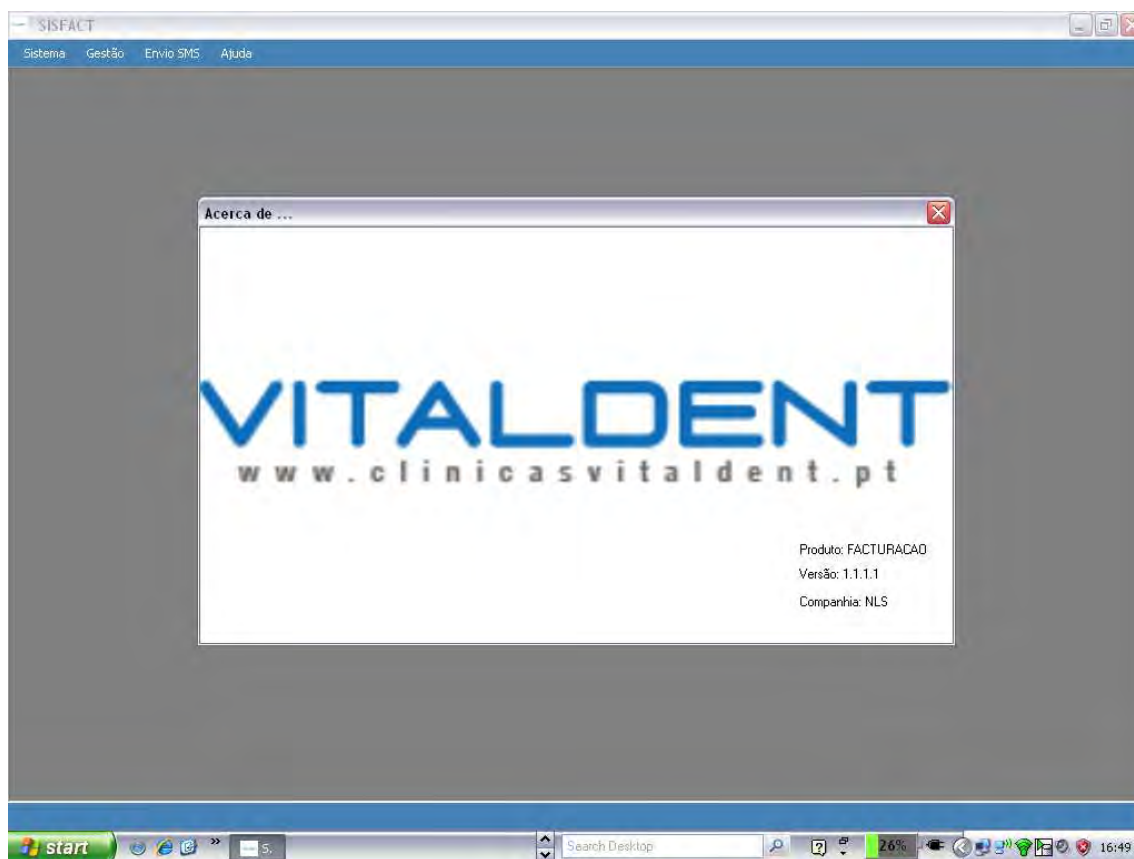 SISFACT
Sistema Gestão Envio SMS Ajuda
Acerca de ...
VITALDENT
www.clinicasvitaldent.pt
Produto: FACTURACAO
Versão: 1.1.1.1
Companhia: NLS
start » S. Search Desktop 26% 16:49